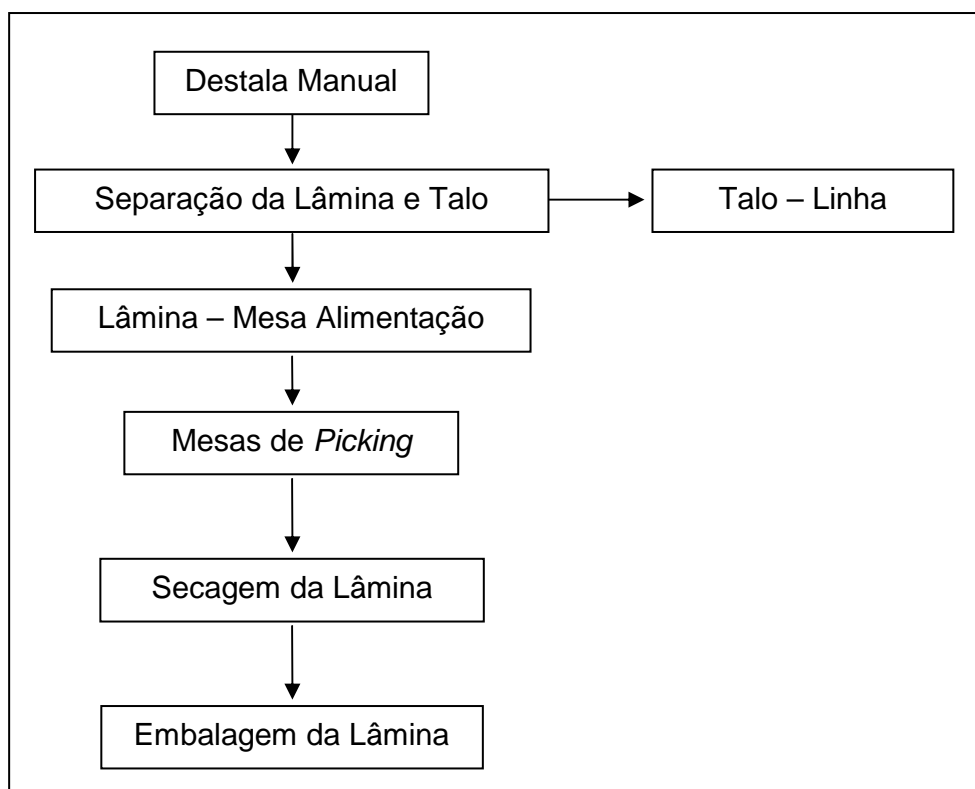 Destala Manual
Separação da Lâmina e Talo
Talo – Linha
Lâmina – Mesa Alimentação
Mesas de Picking
Secagem da Lâmina
Embalagem da Lâmina